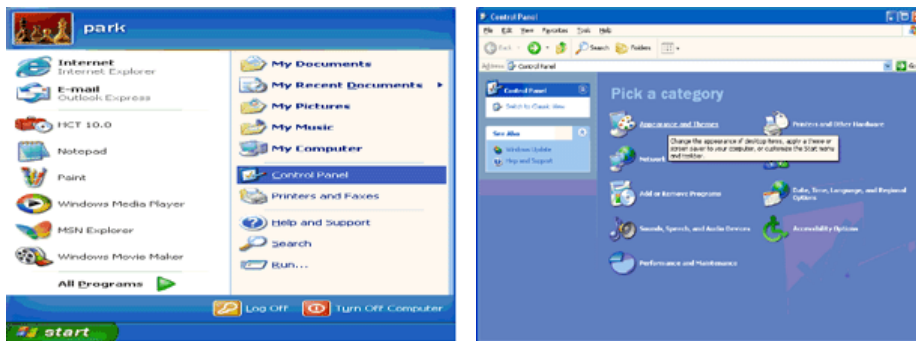 park
Internet
Internet Explorer
E-mail
Outlook Express
HCT 10.0
Notepad
Paint
Windows Media Player
MSN Explorer
Windows Movie Maker
All Programs
My Documents
My Recent Documents
My Pictures
My Music
My Computer
Control Panel
Printers and Faxes
Help and Support
Search
Run...
Log Off Turn Off Computer
start
Control Panel
File Edit View Favorites Tools Help
Back Search Folders
Address Control Panel Go
Control Panel
Switch to Classic View
See Also
Windows Update
Help and Support
Pick a category
Appearance and Themes
Printers and Other Hardware
Change the appearance of desktop items, apply a theme or
screen saver to your computer, or customize the Start menu
and taskbar.
Network
Add or Remove Programs
Date, Time, Language, and Regional
Options
Sounds, Speech, and Audio Devices
Accessibility Options
Performance and Maintenance